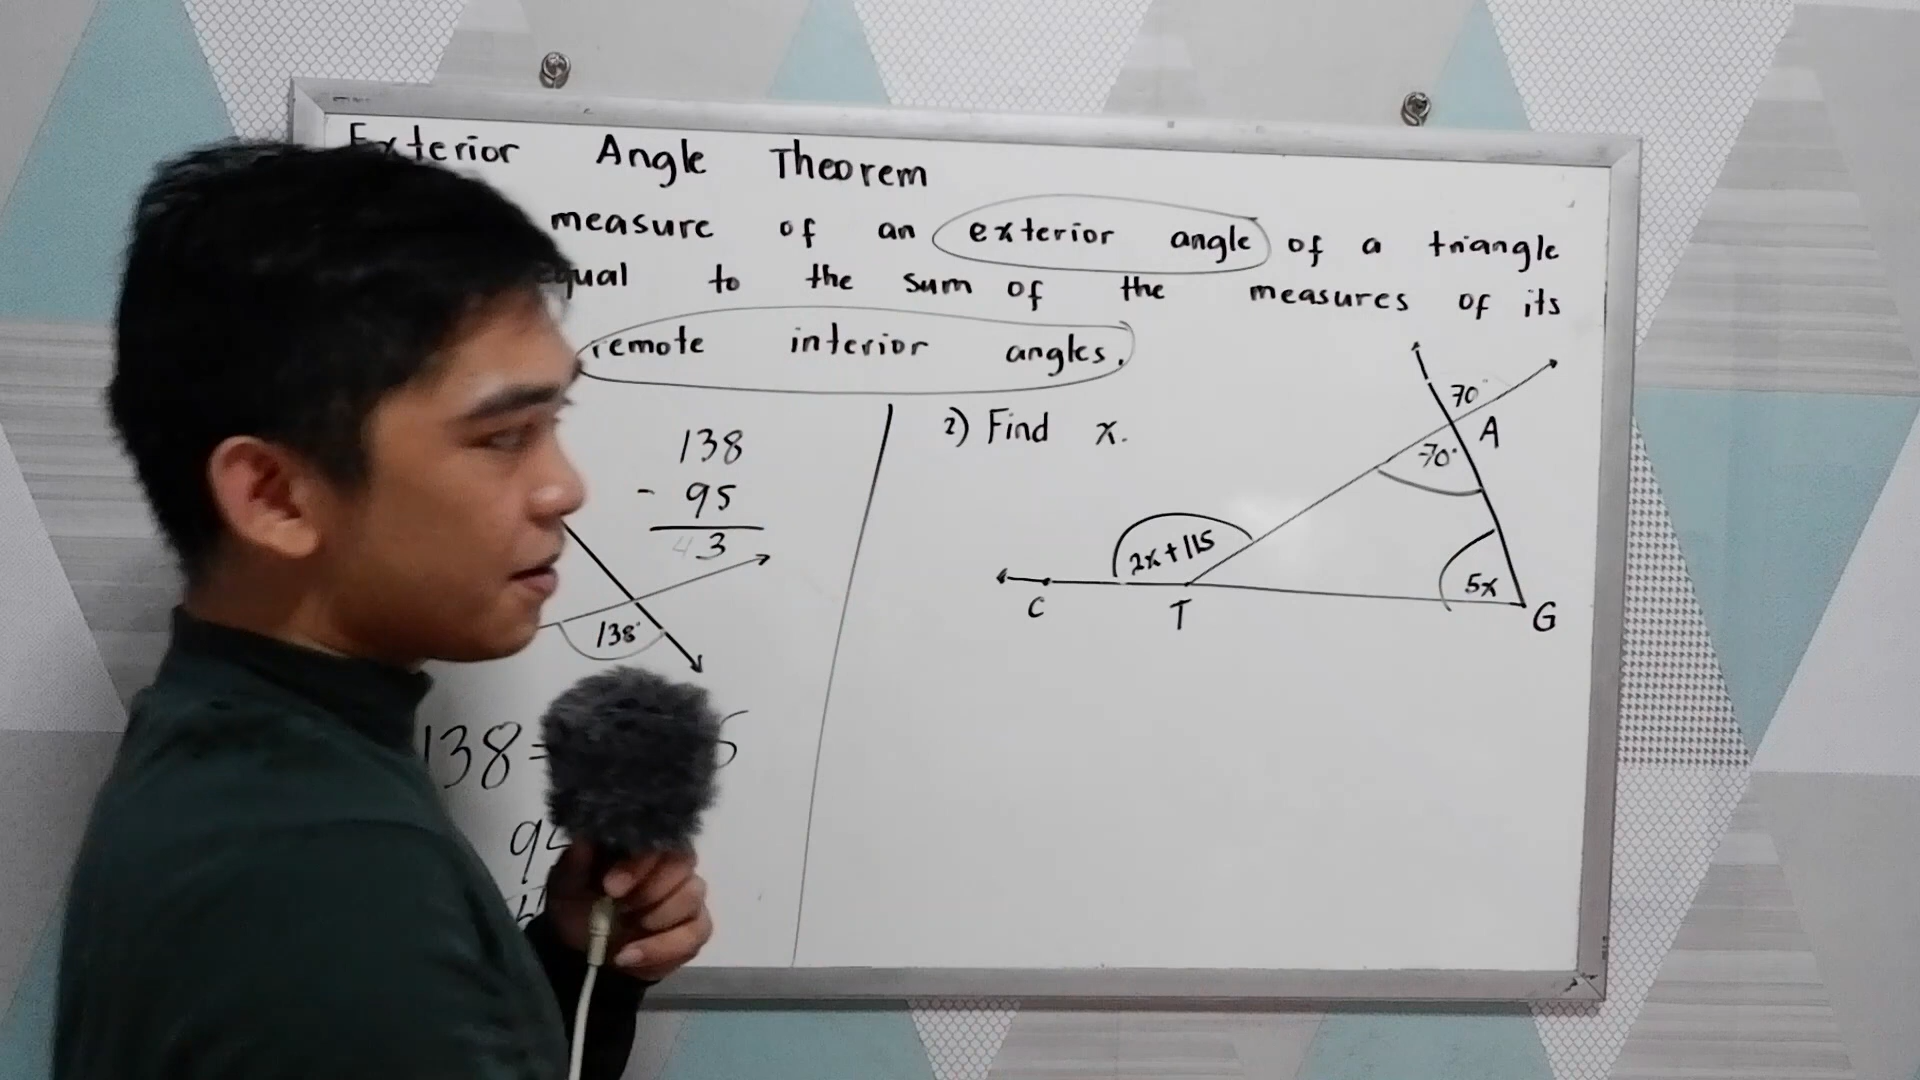 Exterior Angle Theorem
measure of an exterior angle of a triangle
equal to the sum of the measures of its
remote interior angles.
138
- 95
43
138°
138=
2) Find x.
70°
A
70°
2x+115
5x
C
T
G